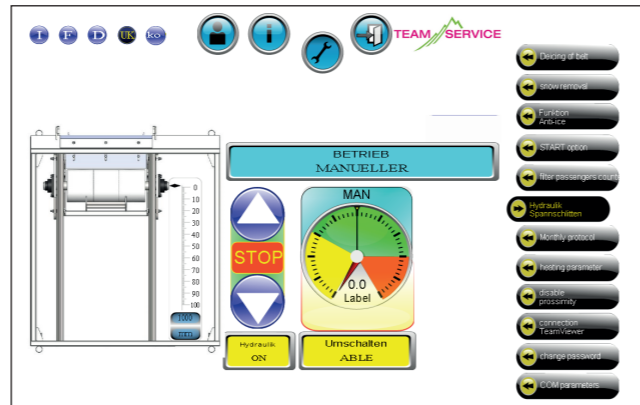 I F D UK ko
TEAM SERVICE
Deicing of belt
snow removal
Funktion
Anti-ice
START option
filter passengers counts
Hydraulik
Spannschlitten
Monthly protocol
heating parameter
disable
prossimity
connection
TeamViewer
change password
COM parameters
BETRIEB
MANUELLER
0
10
20
30
40
50
60
70
80
90
100
1000
mm
STOP
MAN
0.0
Label
Hydraulik
ON
Umschalten
ABLE